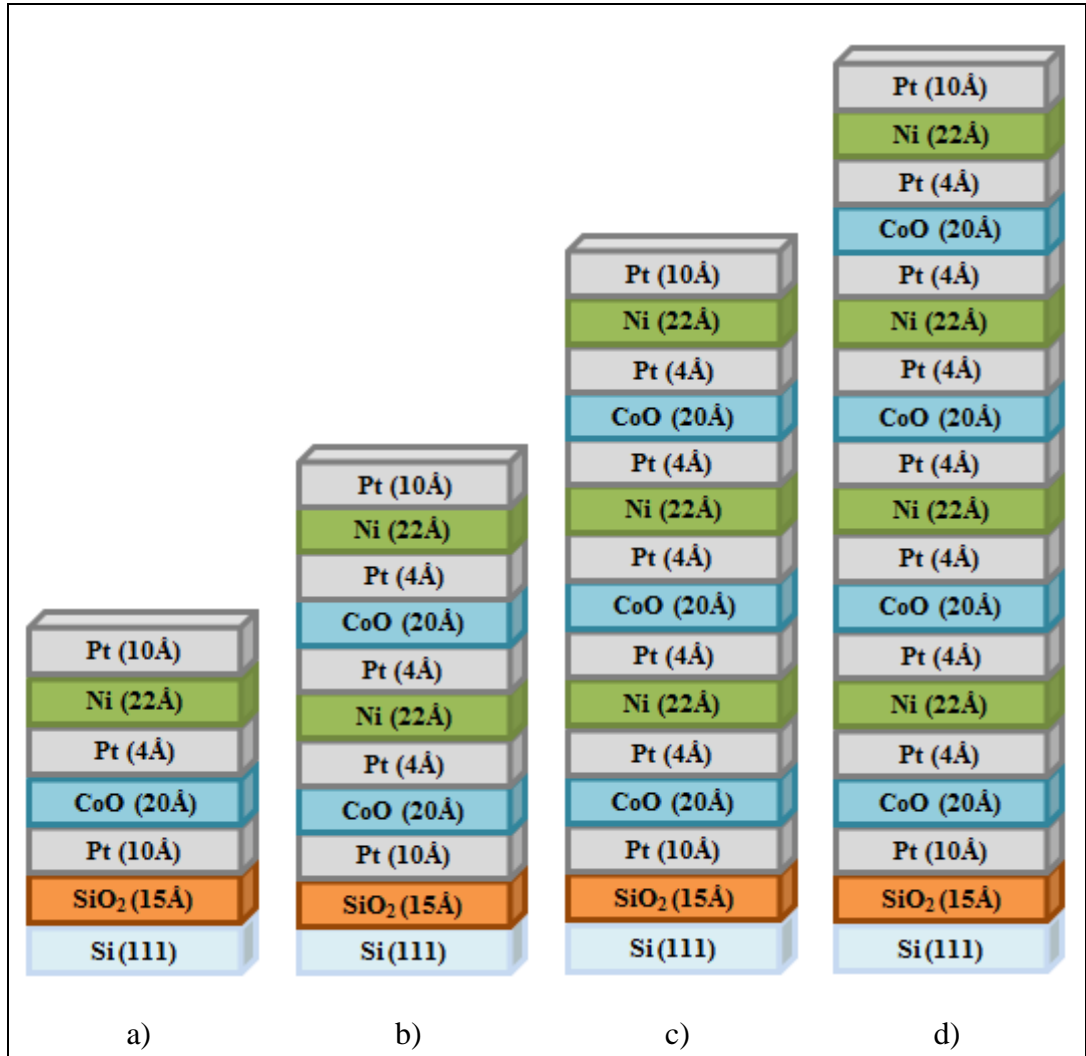 Pt (10Å)
Ni (22Å)
Pt (4Å)
CoO (20Å)
Pt (10Å)
SiO₂ (15Å)
Si (111)
a)
Pt (10Å)
Ni (22Å)
Pt (4Å)
CoO (20Å)
Pt (4Å)
Ni (22Å)
Pt (4Å)
CoO (20Å)
Pt (10Å)
SiO₂ (15Å)
Si (111)
b)
Pt (10Å)
Ni (22Å)
Pt (4Å)
CoO (20Å)
Pt (4Å)
Ni (22Å)
Pt (4Å)
CoO (20Å)
Pt (4Å)
Ni (22Å)
Pt (4Å)
CoO (20Å)
Pt (10Å)
SiO₂ (15Å)
Si (111)
c)
Pt (10Å)
Ni (22Å)
Pt (4Å)
CoO (20Å)
Pt (4Å)
Ni (22Å)
Pt (4Å)
CoO (20Å)
Pt (4Å)
Ni (22Å)
Pt (4Å)
CoO (20Å)
Pt (4Å)
Ni (22Å)
Pt (4Å)
CoO (20Å)
Pt (10Å)
SiO₂ (15Å)
Si (111)
d)